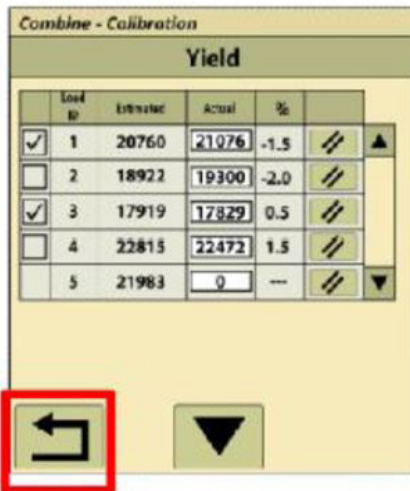 Combine - Calibration
Yield
Load ID Estimated Actual %
1 20760 21076 -1.5
2 18922 19300 -2.0
3 17919 17829 0.5
4 22815 22472 1.5
5 21983 0 ---